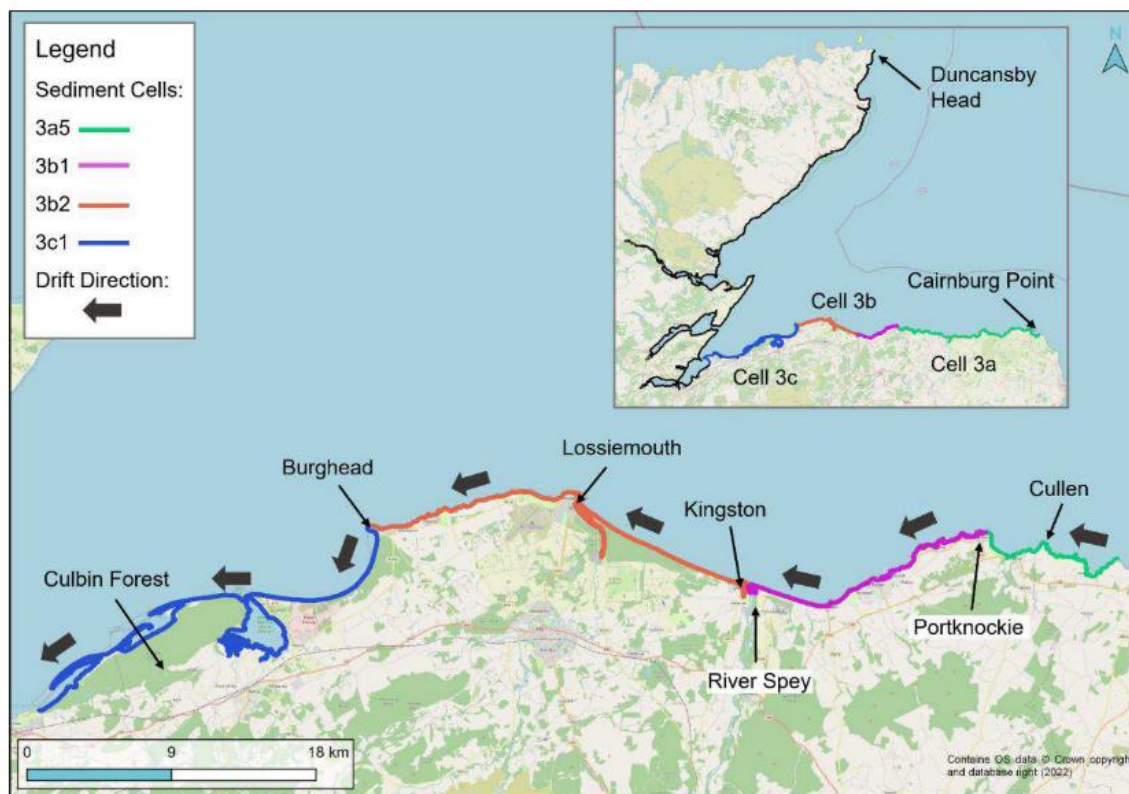 Legend
Sediment Cells:
3a5
3b1
3b2
3c1
Drift Direction:
N
Duncansby
Head
Cairnburg Point
Cell 3b
Cell 3a
Cell 3c
Lossiemouth
Burghead
Kingston
Cullen
Culbin Forest
Portknockie
River Spey
0 9 18 km
Contains OS data © Crown copyright
and database right (2022)